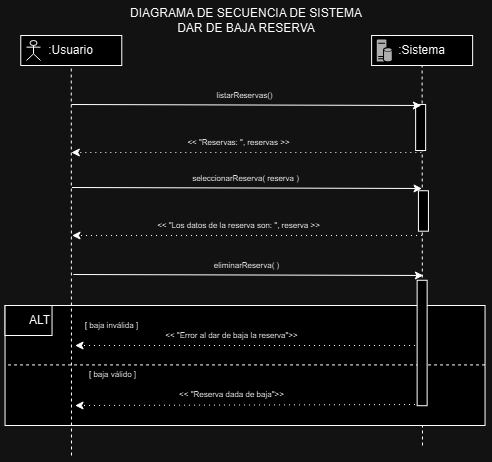 DIAGRAMA DE SECUENCIA DE SISTEMA
DAR DE BAJA RESERVA
:Usuario
:Sistema
listarReservas()
<< "Reservas: ", reservas >>
seleccionarReserva( reserva )
<< "Los datos de la reserva son: ", reserva >>
eliminarReserva( )
ALT
[ baja inválida ]
<< "Error al dar de baja la reserva">>
[ baja válido ]
<< "Reserva dada de baja">>